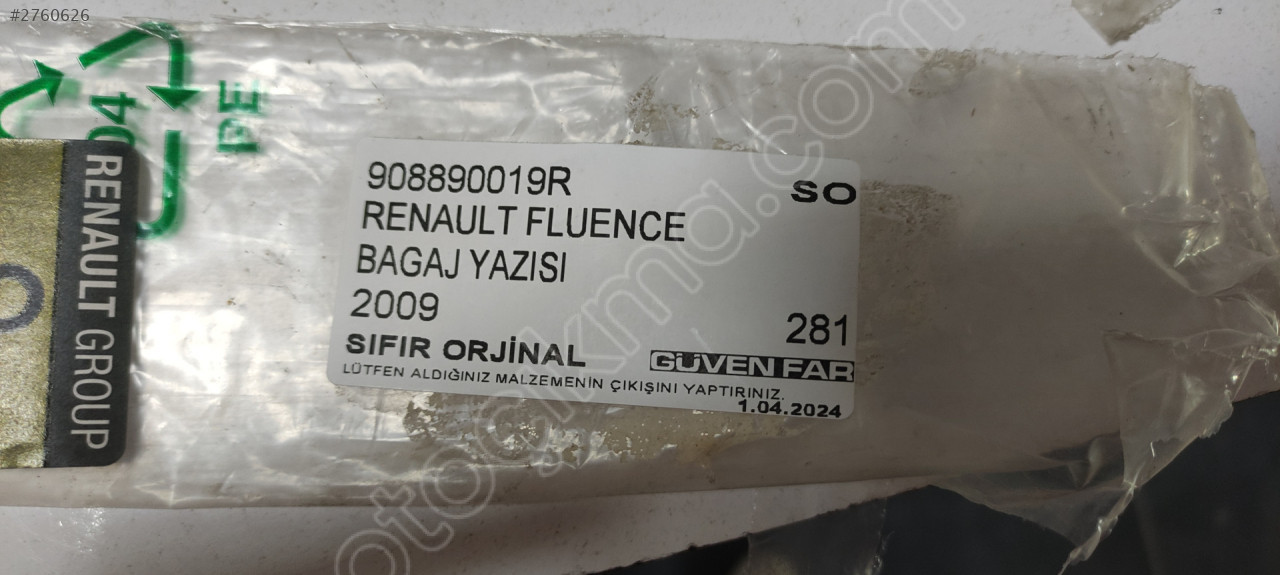 #2760626
04
PE
RENAULT GROUP
908890019R
SO
RENAULT FLUENCE
BAGAJ YAZISI
2009
281
SIFIR ORJİNAL
GÜVEN FAR
LÜTFEN ALDIĞINIZ MALZEMENİN ÇIKIŞINI YAPTIRINIZ.
1.04.2024
otocikma.com